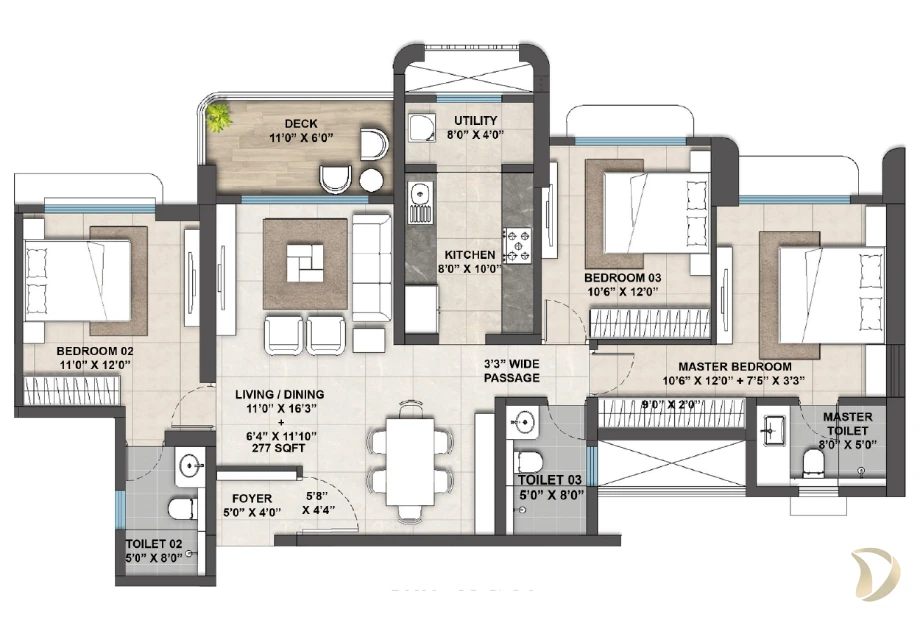 DECK
11'0" X 6'0"
UTILITY
8'0" X 4'0"
KITCHEN
8'0" X 10'0"
BEDROOM 03
10'6" X 12'0"
BEDROOM 02
11'0" X 12'0"
3'3" WIDE
PASSAGE
MASTER BEDROOM
10'6" X 12'0" + 7'5" X 3'3"
LIVING / DINING
11'0" X 16'3"
+
6'4" X 11'10"
277 SQFT
9'0" X 2'0"
MASTER
TOILET
8'0" X 5'0"
TOILET 03
5'0" X 8'0"
FOYER
5'0" X 4'0"
5'8"
X 4'4"
TOILET 02
5'0" X 8'0"